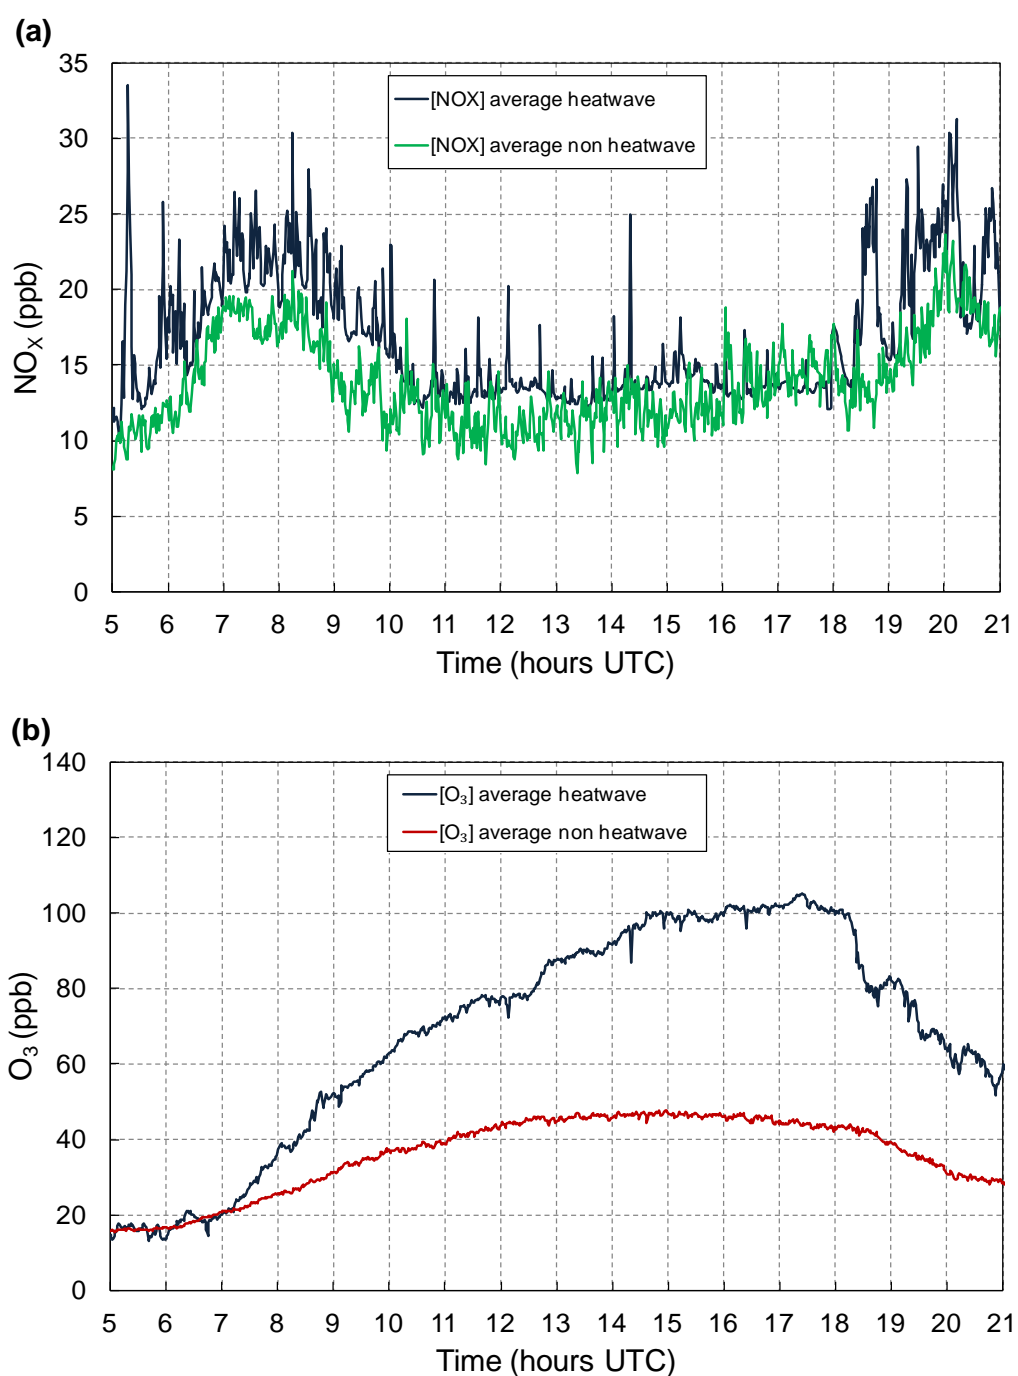 (a)
35
30
25
20
15
10
5
0
NOX (ppb)
[NOX] average heatwave
[NOX] average non heatwave
5 6 7 8 9 10 11 12 13 14 15 16 17 18 19 20 21
Time (hours UTC)
(b)
140
120
100
80
60
40
20
0
O3 (ppb)
[O3] average heatwave
[O3] average non heatwave
5 6 7 8 9 10 11 12 13 14 15 16 17 18 19 20 21
Time (hours UTC)